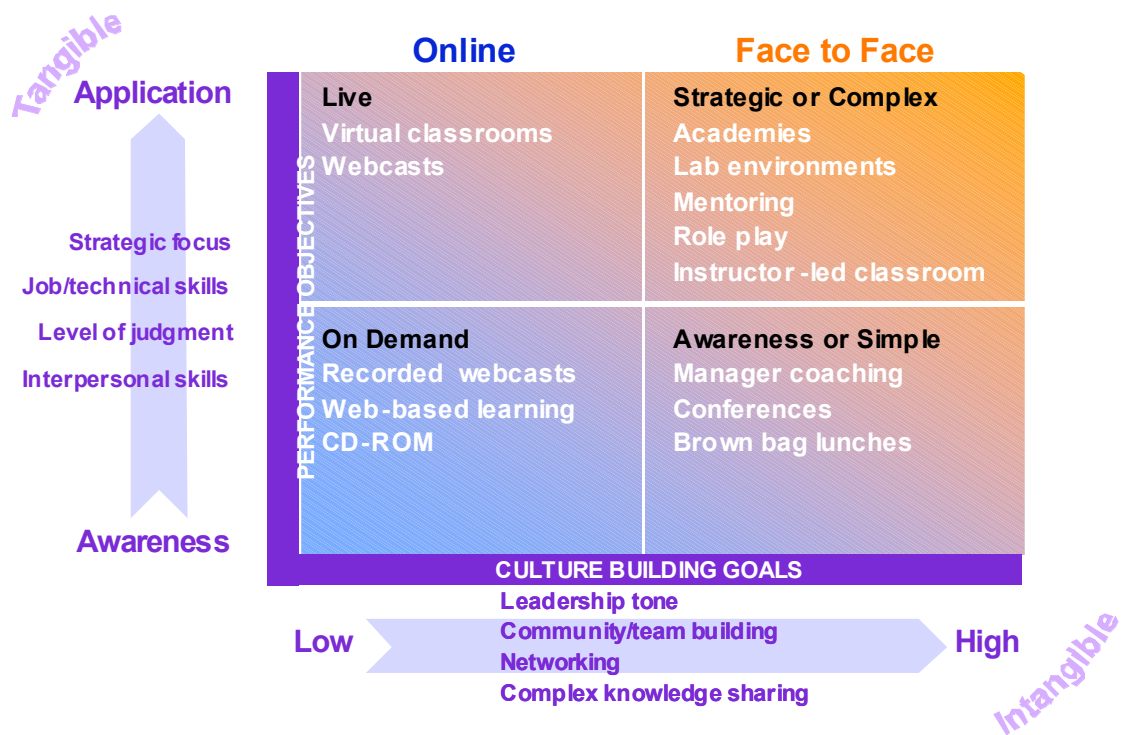 Tangible
Online
Face to Face
Application
Live
Virtual classrooms
Webcasts
Strategic or Complex
Academies
Lab environments
Mentoring
Role play
Instructor -led classroom
Strategic focus
Job/technical skills
Level of judgment
Interpersonal skills
PERFORMANCE OBJECTIVES
On Demand
Recorded webcasts
Web-based learning
CD-ROM
Awareness or Simple
Manager coaching
Conferences
Brown bag lunches
Awareness
CULTURE BUILDING GOALS
Leadership tone
Low
Community/team building
High
Networking
Complex knowledge sharing
Intangible